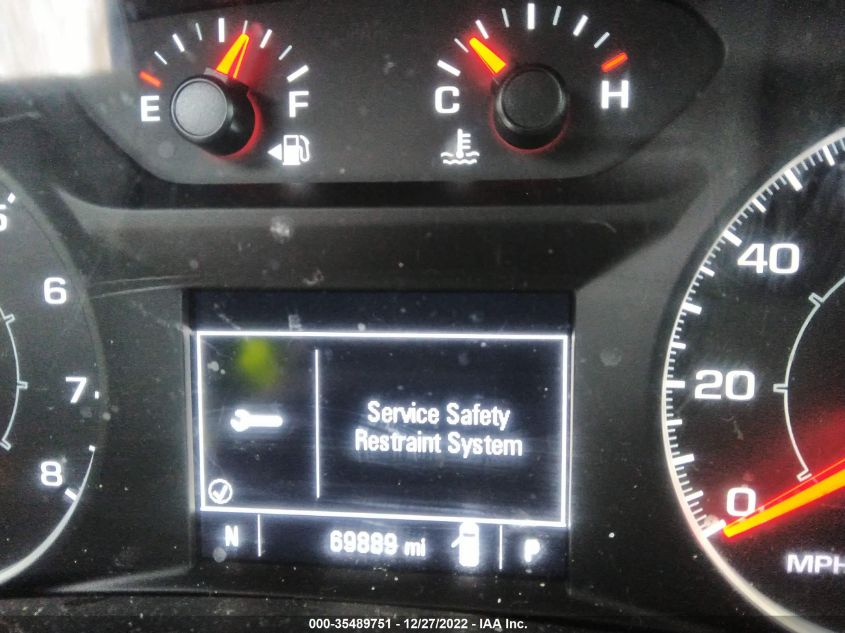 E F
C H
5
6
7
8
40
20
0
MPH
Service Safety
Restraint System
N 69889 mi P
000-35489751 - 12/27/2022 - IAA Inc.